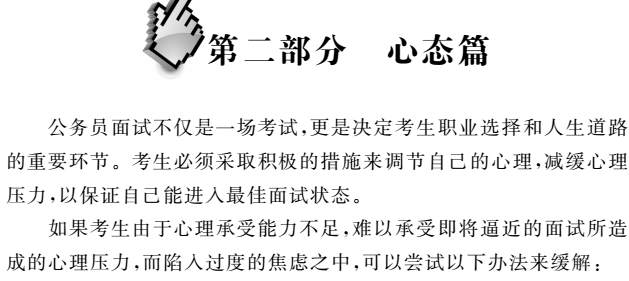 第二部分 心态篇
公务员面试不仅是一场考试,更是决定考生职业选择和人生道路
的重要环节。考生必须采取积极的措施来调节自己的心理,减缓心理
压力,以保证自己能进入最佳面试状态。
如果考生由于心理承受能力不足,难以承受即将逼近的面试所造
成的心理压力,而陷入过度的焦虑之中,可以尝试以下办法来缓解: